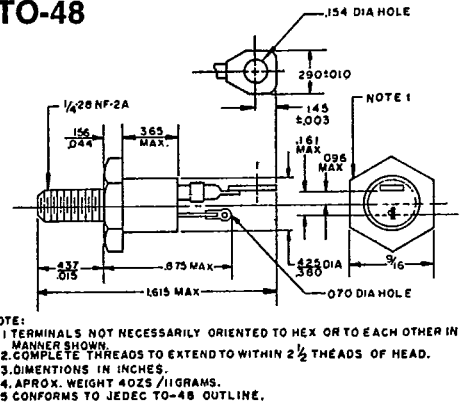 TO-48
.154 DIA HOLE
.290±.010
1/4-28 NF-2A
NOTE 1
.156
.044
.365
MAX.
.145
±.003
.161
MAX
.096
MAX
.437
.015
.875 MAX
.425 DIA
.380
9/16
1.615 MAX
.070 DIA HOLE
NOTE:
1 TERMINALS NOT NECESSARILY ORIENTED TO HEX OR TO EACH OTHER IN
MANNER SHOWN.
2.COMPLETE THREADS TO EXTEND TO WITHIN 2 1/2 THEADS OF HEAD.
3.DIMENTIONS IN INCHES.
4.APROX. WEIGHT 4OZS /11GRAMS.
5 CONFORMS TO JEDEC TO-48 OUTLINE.